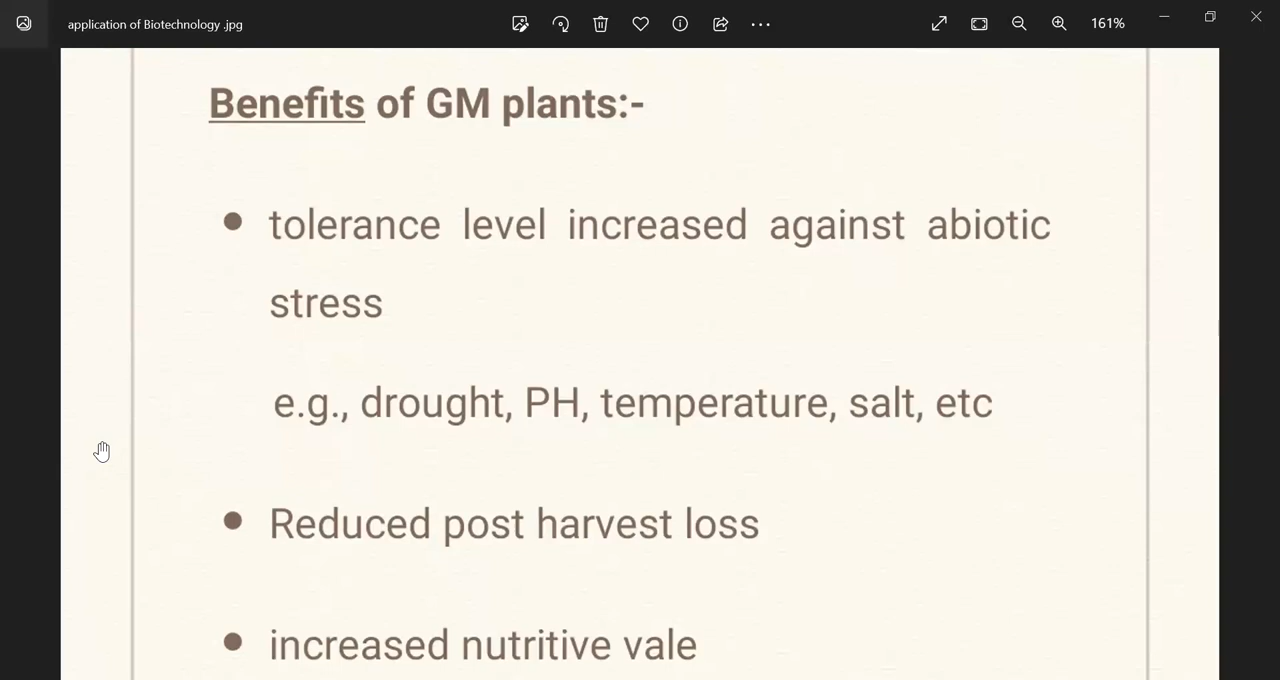 application of Biotechnology .jpg
161%
Benefits of GM plants:-
tolerance level increased against abiotic
stress
e.g., drought, PH, temperature, salt, etc
Reduced post harvest loss
increased nutritive vale